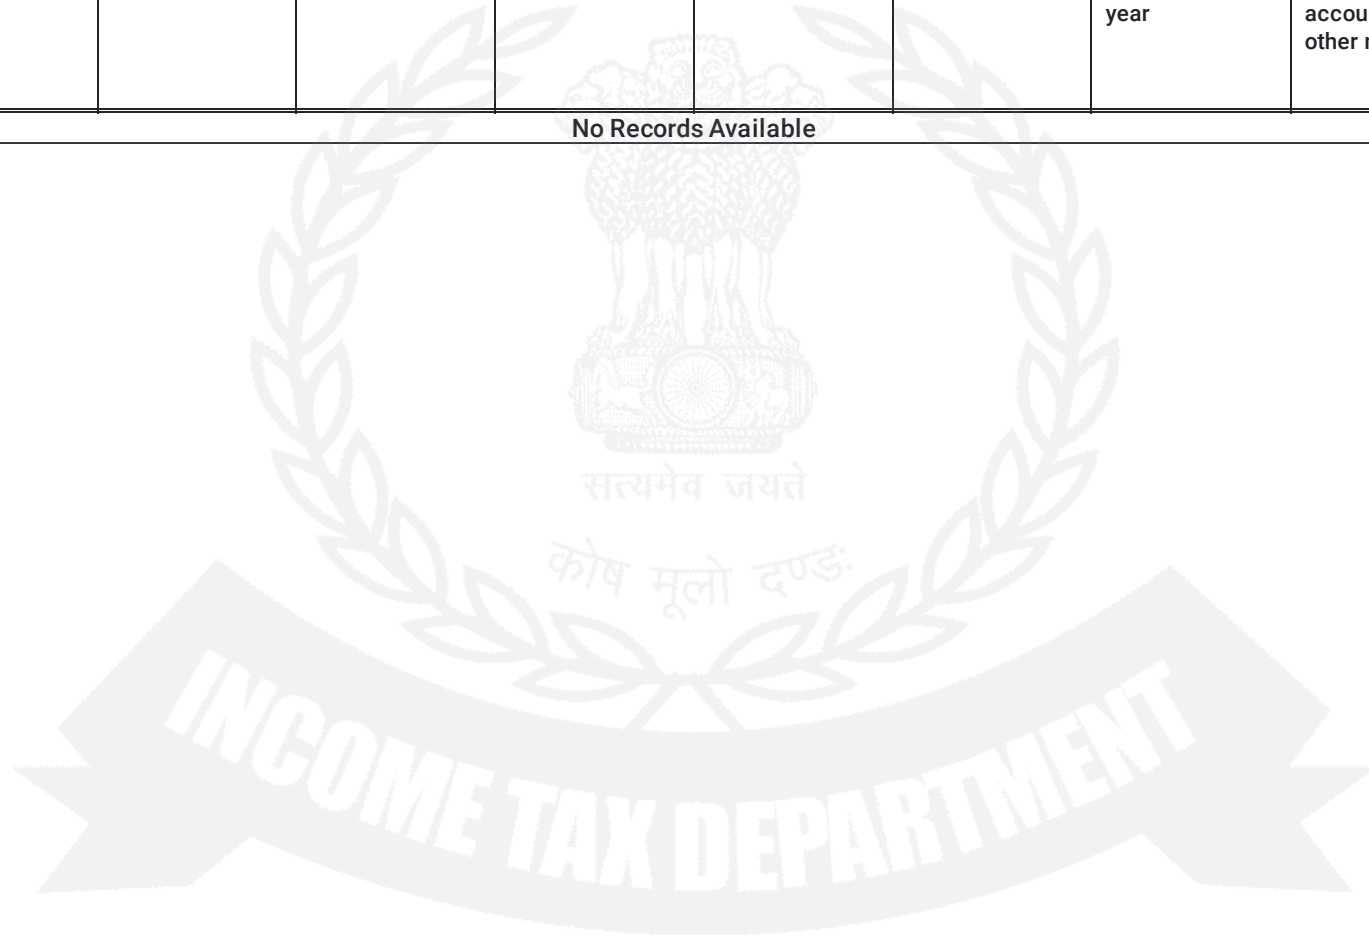 year
accou
other
No Records Available
सत्यमेव जयते
कोष मूलो दण्डः
INCOME TAX DEPARTMENT